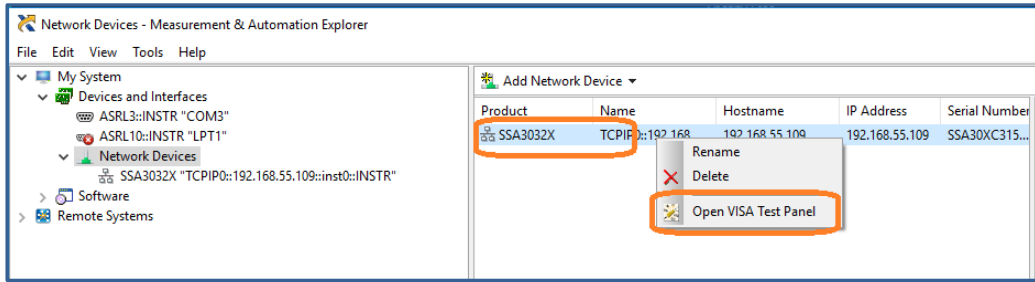 Network Devices - Measurement & Automation Explorer
File Edit View Tools Help
My System
Devices and Interfaces
ASRL3::INSTR "COM3"
ASRL10::INSTR "LPT1"
Network Devices
SSA3032X "TCPIP0::192.168.55.109::inst0::INSTR"
Software
Remote Systems
Add Network Device
Product Name Hostname IP Address Serial Number
SSA3032X TCPIP0::192.168 192.168.55.109 192.168.55.109 SSA30XC315...
Rename
Delete
Open VISA Test Panel